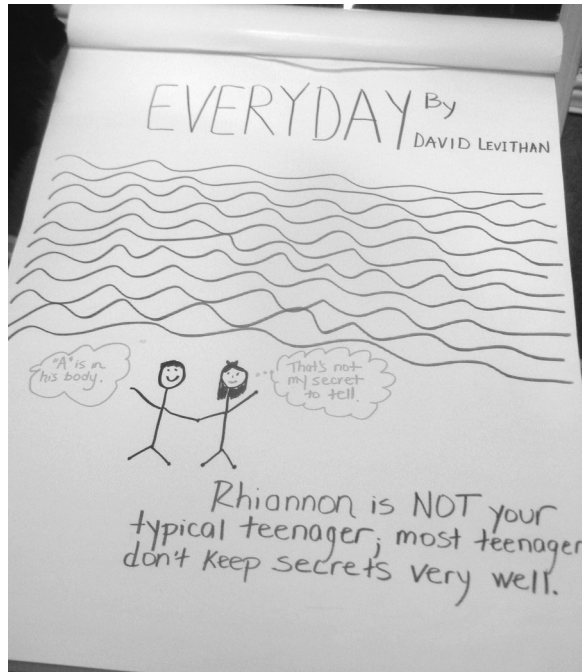 EVERYDAY By
DAVID LEVITHAN
"A" is in
his body.
That's not
my secret
to tell.
Rhiannon is NOT your
typical teenager; most teenager
don't keep secrets very well.